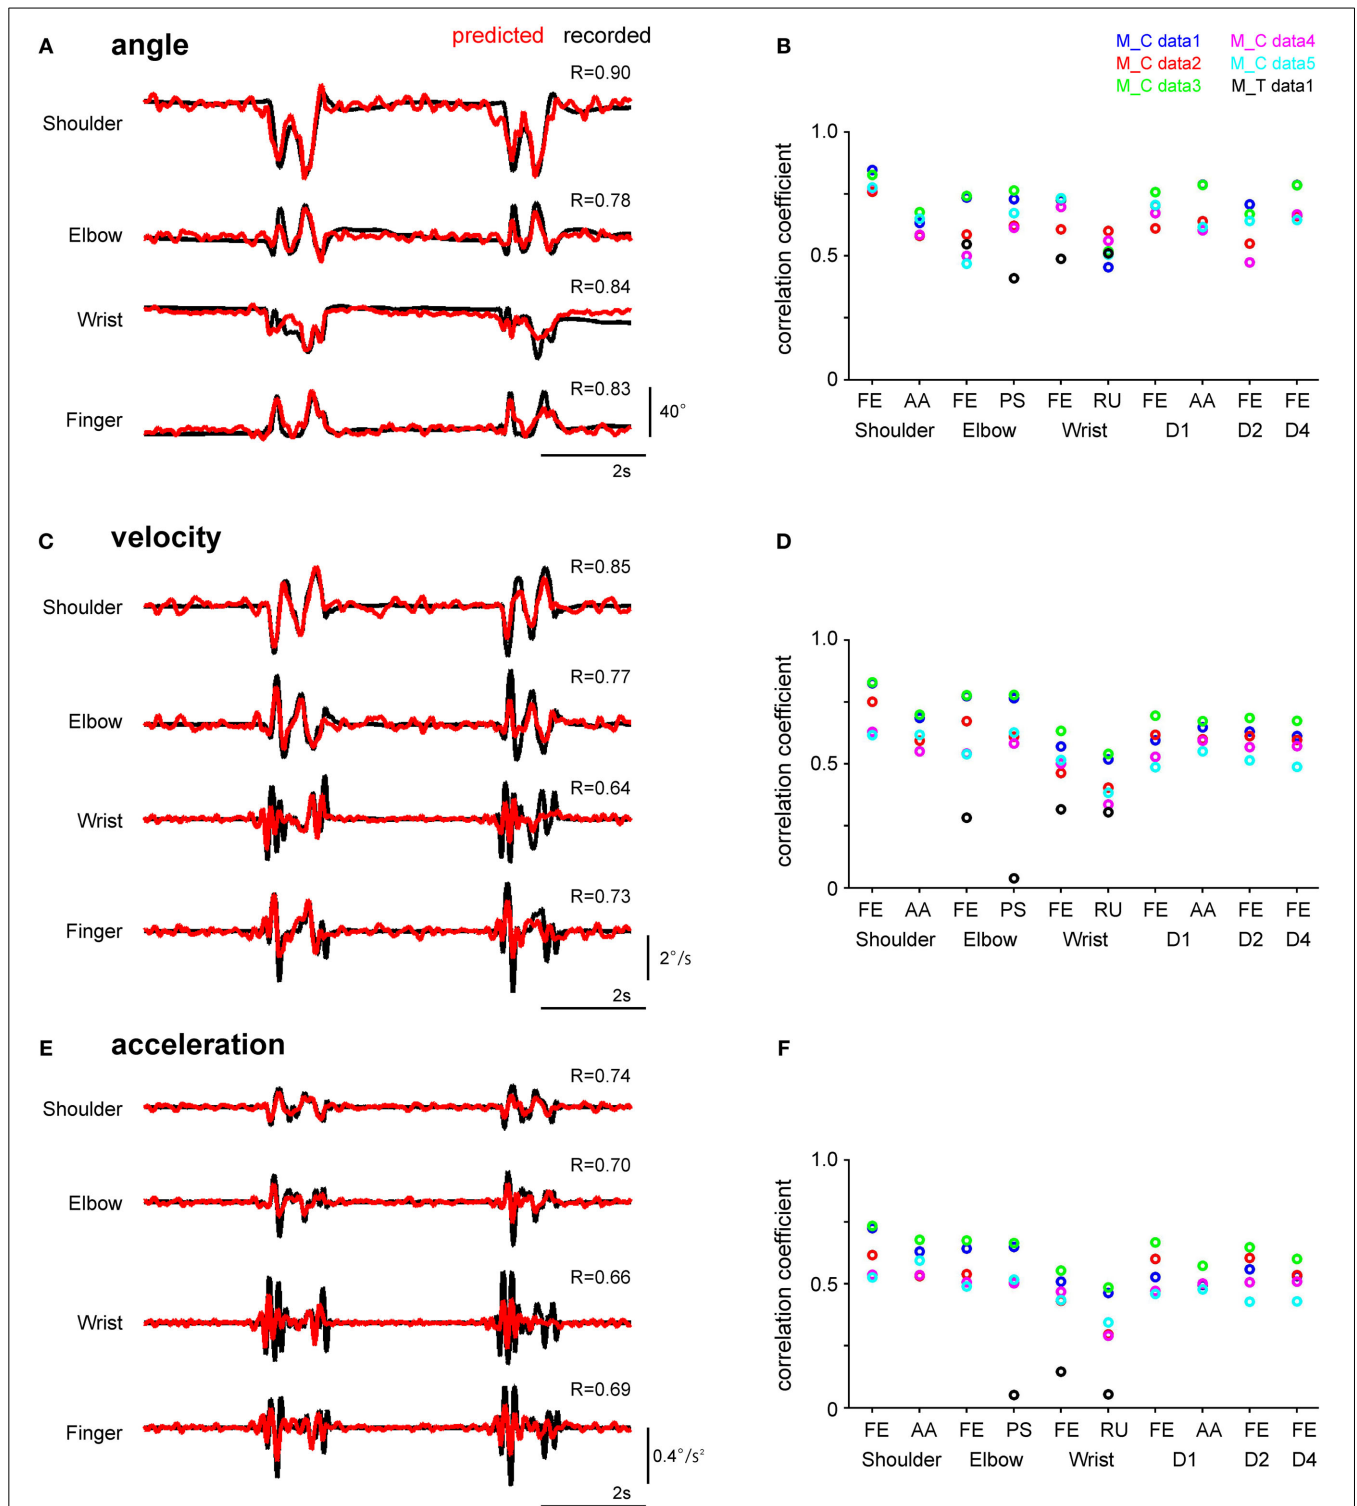 A angle
predicted recorded
R=0.90
Shoulder
R=0.78
Elbow
R=0.84
Wrist
R=0.83
Finger
40°
2s
B
M_C data1 M_C data4
M_C data2 M_C data5
M_C data3 M_T data1
1.0
0.5
0
correlation coefficient
FE AA FE PS FE RU FE AA FE FE
Shoulder Elbow Wrist D1 D2 D4
C velocity
R=0.85
Shoulder
R=0.77
Elbow
R=0.64
Wrist
R=0.73
Finger
2°/s
2s
D
1.0
0.5
0
correlation coefficient
FE AA FE PS FE RU FE AA FE FE
Shoulder Elbow Wrist D1 D2 D4
E acceleration
R=0.74
Shoulder
R=0.70
Elbow
R=0.66
Wrist
R=0.69
Finger
0.4°/s²
2s
F
1.0
0.5
0
correlation coefficient
FE AA FE PS FE RU FE AA FE FE
Shoulder Elbow Wrist D1 D2 D4